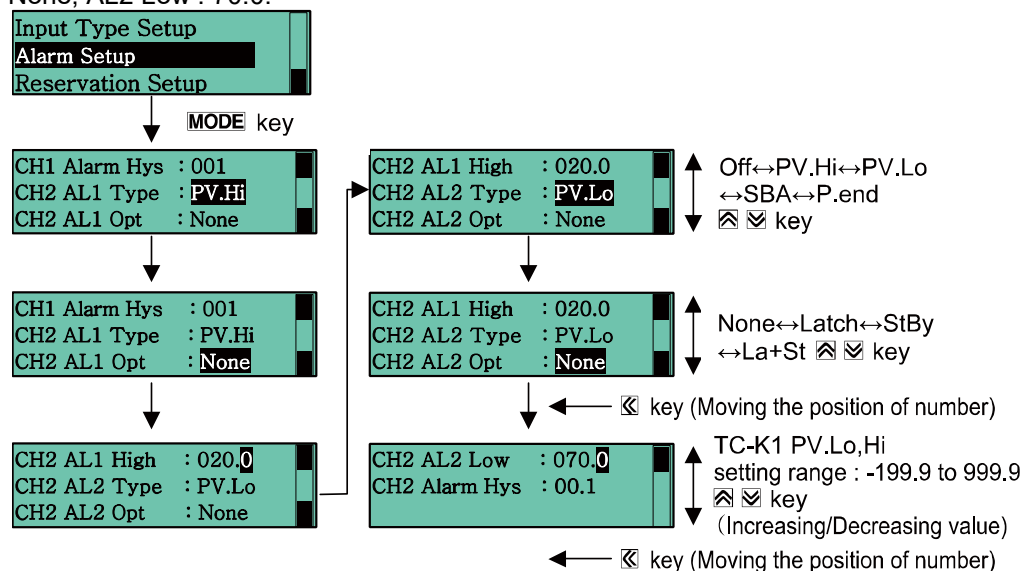 None, AL2 Low : 70.0.
Input Type Setup
Alarm Setup
Reservation Setup
MODE key
CH1 Alarm Hys : 001
CH2 AL1 Type : PV.Hi
CH2 AL1 Opt : None
CH1 Alarm Hys : 001
CH2 AL1 Type : PV.Hi
CH2 AL1 Opt : None
CH2 AL1 High : 020.0
CH2 AL2 Type : PV.Lo
CH2 AL2 Opt : None
CH2 AL1 High : 020.0
CH2 AL2 Type : PV.Lo
CH2 AL2 Opt : None
Off↔PV.Hi↔PV.Lo
↔SBA↔P.end
key
CH2 AL1 High : 020.0
CH2 AL2 Type : PV.Lo
CH2 AL2 Opt : None
None↔Latch↔StBy
↔La+St key
key (Moving the position of number)
CH2 AL2 Low : 070.0
CH2 Alarm Hys : 00.1
TC-K1 PV.Lo,Hi
setting range : -199.9 to 999.9
key
(Increasing/Decreasing value)
key (Moving the position of number)